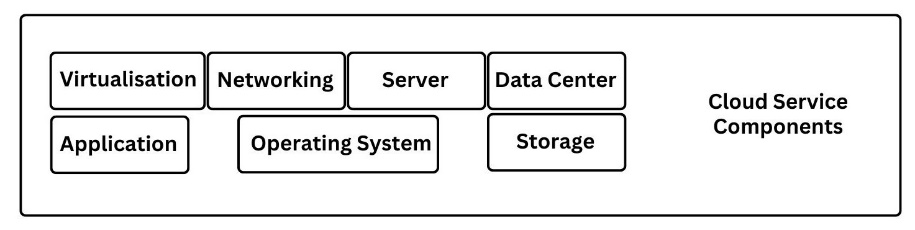 Virtualisation Networking Server Data Center
Application Operating System Storage
Cloud Service
Components